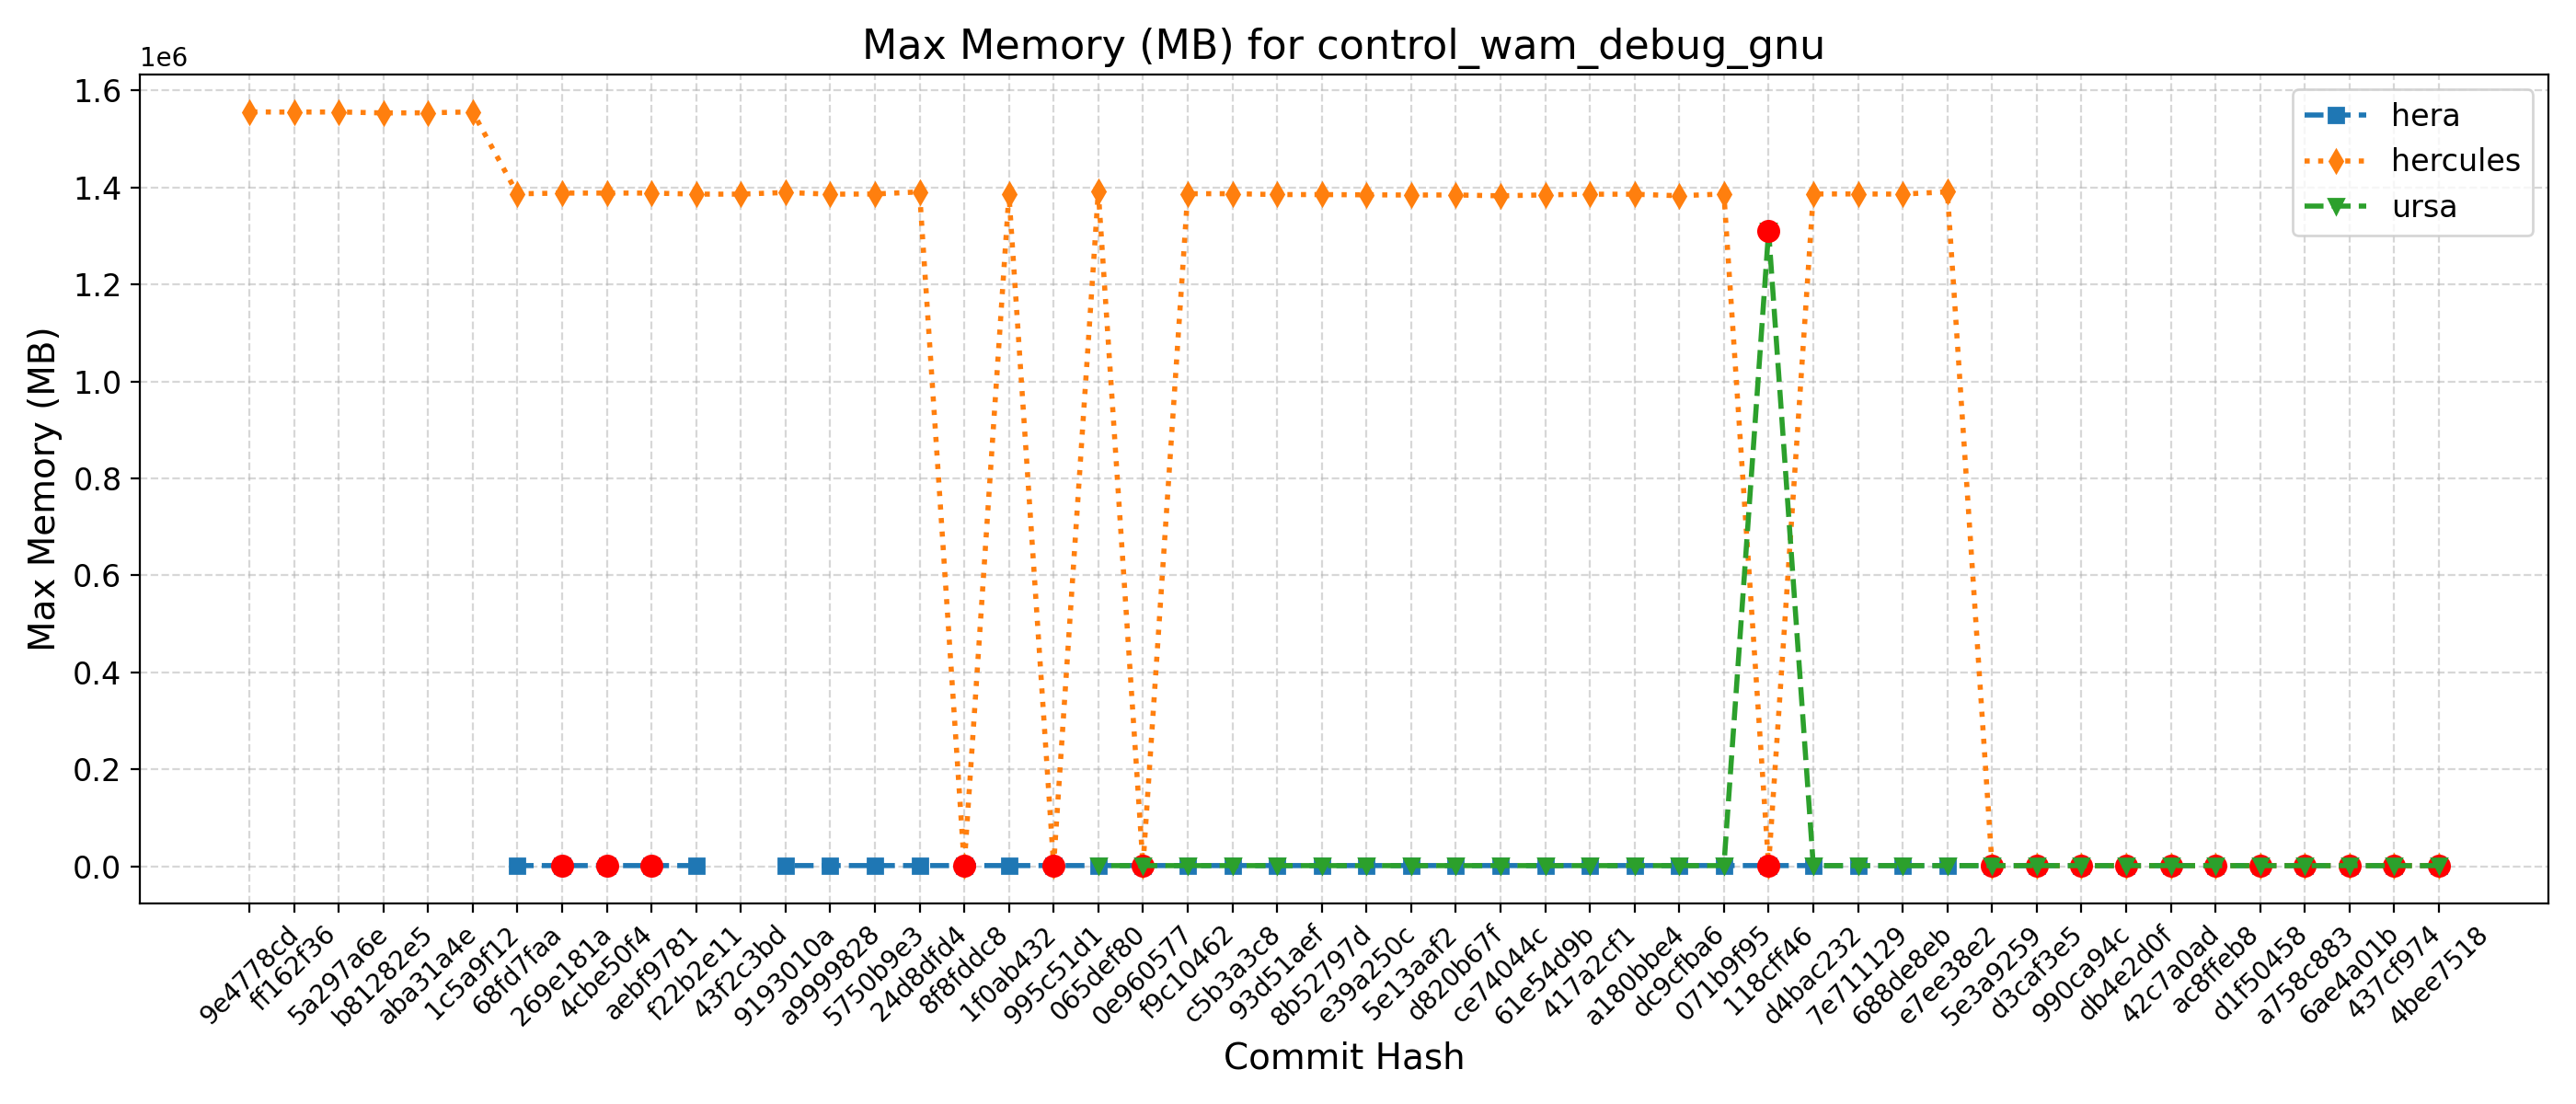 Max Memory (MB) for control_wam_debug_gnu
1e6
1.6
1.4
1.2
1.0
0.8
0.6
0.4
0.2
0.0
Max Memory (MB)
hera
hercules
ursa
9e4778cd
ff162f36
5a297a6e
b81282e5
aba31a4e
1c5a9f12
68fd7faa
269e181a
4cbe50f4
aebf9781
f22b2e11
43f2c3bd
9193010a
a9999828
5750b9e3
24d8dfd4
8f8fddc8
1f0ab432
995c51d1
065def80
0e960577
f9c10462
c5b3a3c8
93d51aef
8b52797d
e39a250c
5e13aaf2
d820b67f
ce74044c
61e54d9b
417a2cf1
a180bbe4
dc9cfba6
071b9f95
118cff46
d4bac232
7e711129
688de8eb
e7ee38e2
5e3a9259
d3caf3e5
990ca94c
db4e2d0f
42c7a0ad
ac8ffeb8
d1f50458
a758c883
6ae4a01b
437cf974
4bee7518
Commit Hash